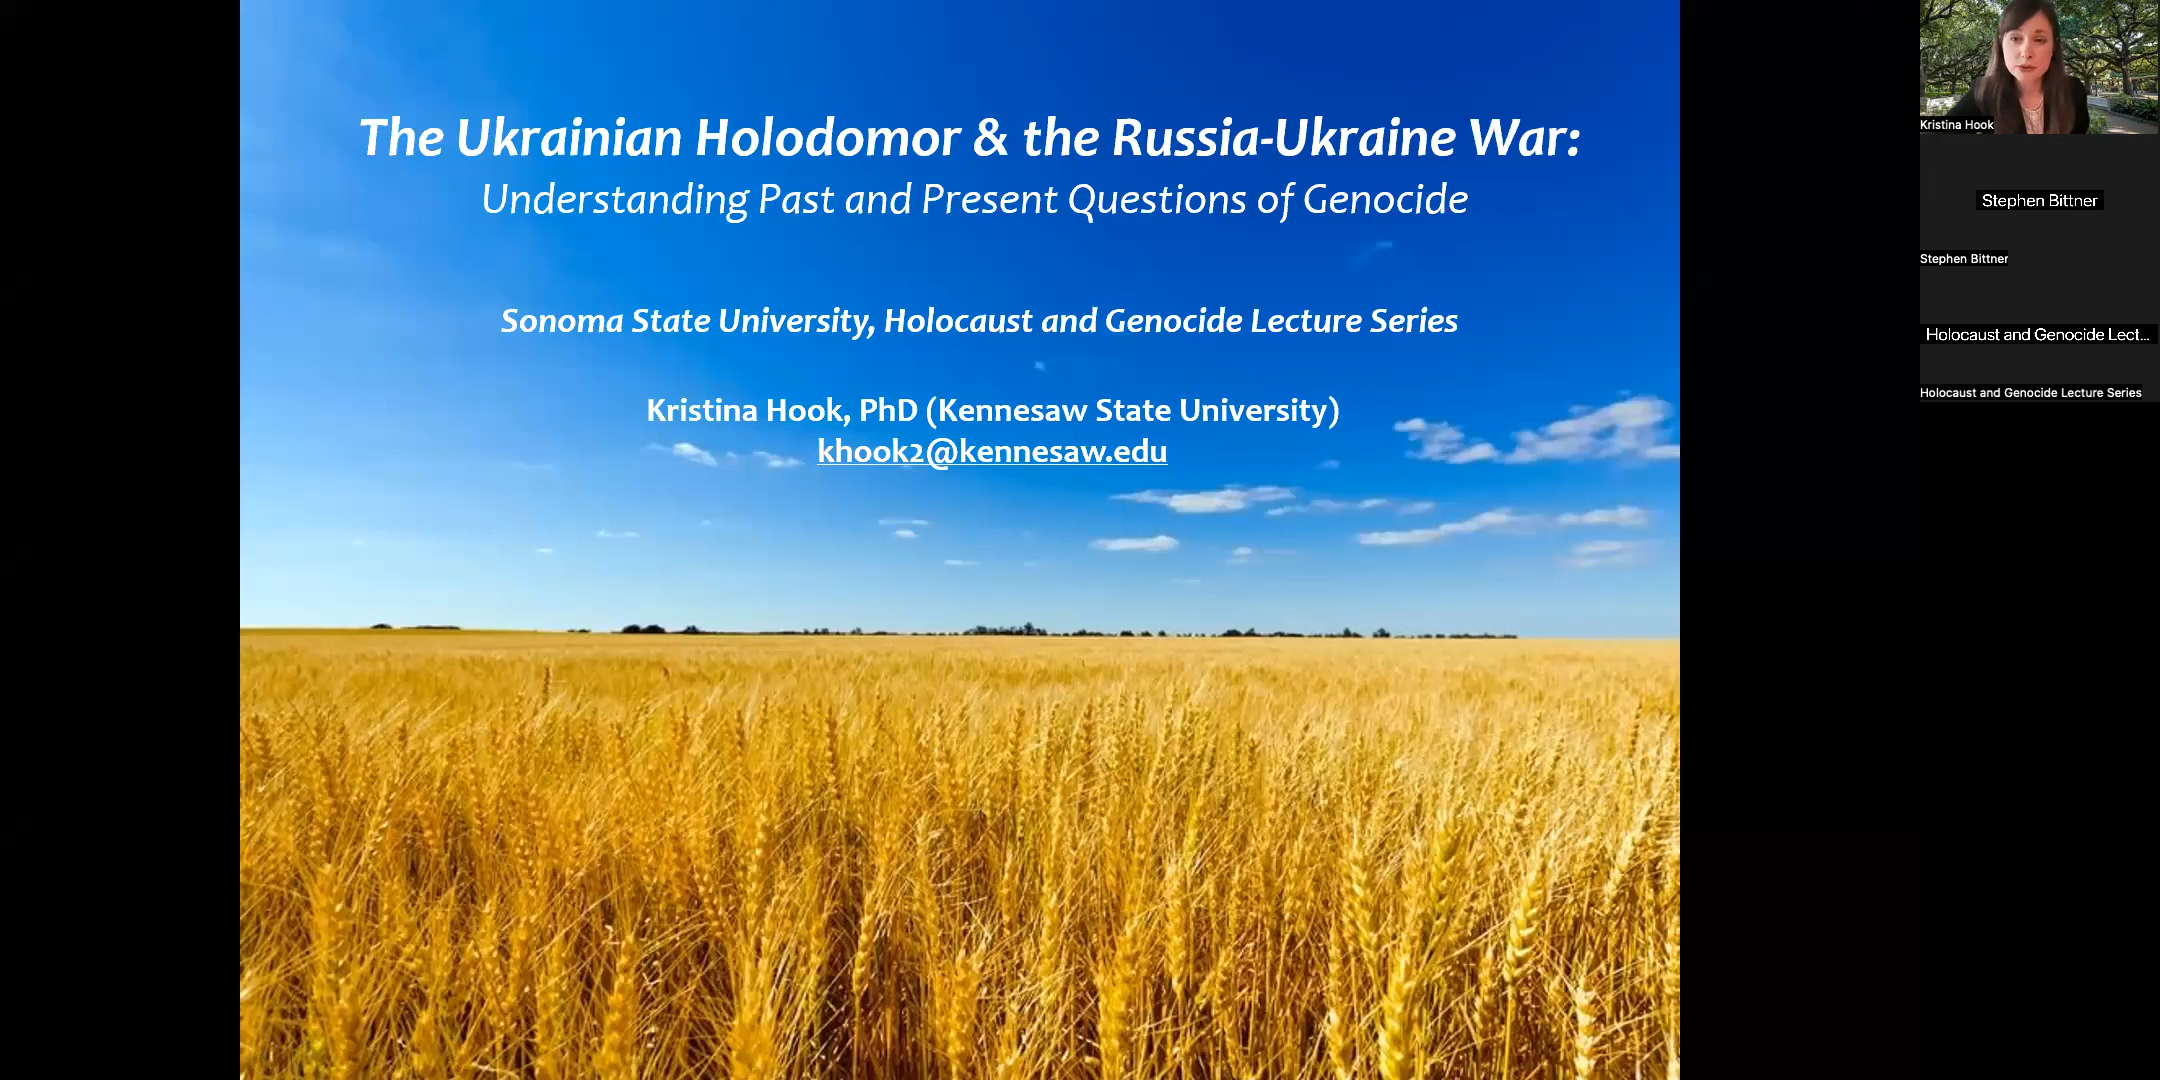 The Ukrainian Holodomor & the Russia-Ukraine War:
Understanding Past and Present Questions of Genocide
Sonoma State University, Holocaust and Genocide Lecture Series
Kristina Hook, PhD (Kennesaw State University)
khook2@kennesaw.edu
Kristina Hook
Stephen Bittner
Stephen Bittner
Holocaust and Genocide Lect...
Holocaust and Genocide Lecture Series